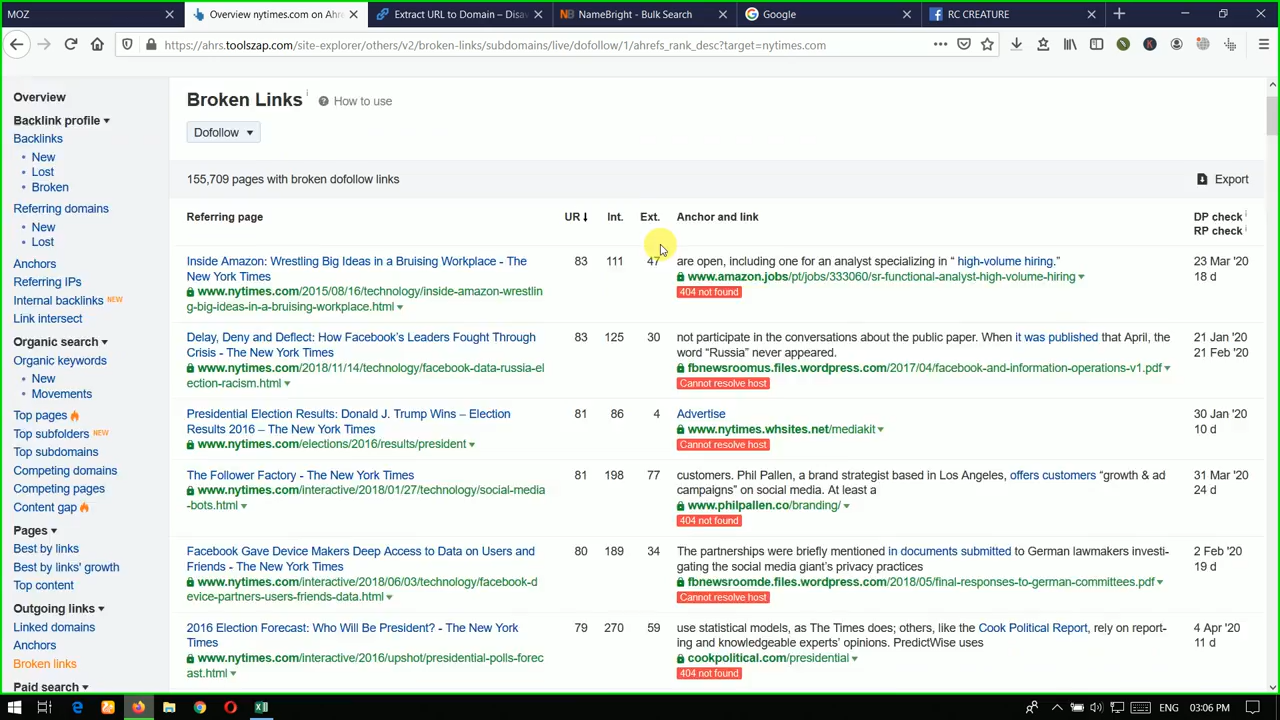 MOZ
Overview nytimes.com on Ahre
Extract URL to Domain – Disav
NB NameBright - Bulk Search
Google
RC CREATURE
https://ahrs.toolszap.com/site-explorer/others/v2/broken-links/subdomains/live/dofollow/1/ahrefs_rank_desc?target=nytimes.com
Overview
Backlink profile
Backlinks
New
Lost
Broken
Referring domains
New
Lost
Anchors
Referring IPs
Internal backlinks NEW
Link intersect
Organic search
Organic keywords
New
Movements
Top pages
Top subfolders NEW
Top subdomains
Competing domains
Competing pages
Content gap
Pages
Best by links
Best by links' growth
Top content
Outgoing links
Linked domains
Anchors
Broken links
Paid search
Broken Links i
? How to use
Dofollow
155,709 pages with broken dofollow links
Export
Referring page UR Int. Ext. Anchor and link DP check i
RP check i
Inside Amazon: Wrestling Big Ideas in a Bruising Workplace - The
New York Times
www.nytimes.com/2015/08/16/technology/inside-amazon-wrestlin
g-big-ideas-in-a-bruising-workplace.html
83 111 47
are open, including one for an analyst specializing in “ high-volume hiring.”
www.amazon.jobs/pt/jobs/333060/sr-functional-analyst-high-volume-hiring
404 not found
23 Mar '20
18 d
Delay, Deny and Deflect: How Facebook’s Leaders Fought Through
Crisis - The New York Times
www.nytimes.com/2018/11/14/technology/facebook-data-russia-el
ection-racism.html
83 125 30
not participate in the conversations about the public paper. When it was published that April, the
word “Russia” never appeared.
fbnewsroomus.files.wordpress.com/2017/04/facebook-and-information-operations-v1.pdf
Cannot resolve host
21 Jan '20
21 Feb '20
Presidential Election Results: Donald J. Trump Wins – Election
Results 2016 – The New York Times
www.nytimes.com/elections/2016/results/president
81 86 4
Advertise
www.nytimes.whsites.net/mediakit
Cannot resolve host
30 Jan '20
10 d
The Follower Factory - The New York Times
www.nytimes.com/interactive/2018/01/27/technology/social-media
-bots.html
81 198 77
customers. Phil Pallen, a brand strategist based in Los Angeles, offers customers “growth & ad
campaigns” on social media. At least a
www.philpallen.co/branding/
404 not found
31 Mar '20
24 d
Facebook Gave Device Makers Deep Access to Data on Users and
Friends - The New York Times
www.nytimes.com/interactive/2018/06/03/technology/facebook-d
evice-partners-users-friends-data.html
80 189 34
The partnerships were briefly mentioned in documents submitted to German lawmakers investi-
gating the social media giant’s privacy practices
fbnewsroomde.files.wordpress.com/2018/05/final-responses-to-german-committees.pdf
Cannot resolve host
2 Feb '20
19 d
2016 Election Forecast: Who Will Be President? - The New York
Times
www.nytimes.com/interactive/2016/upshot/presidential-polls-forec
ast.html
79 270 59
use statistical models, as The Times does; others, like the Cook Political Report, rely on report-
ing and knowledgeable experts’ opinions. PredictWise uses
cookpolitical.com/presidential
404 not found
4 Apr '20
11 d
ENG
03:06 PM